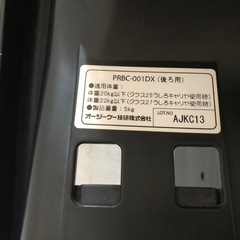 PRBC-001DX (後ろ用)
●適用体重：
体重20kg以下(クラス25うしろキャリヤ使用時)
体重22kg以下(クラス27うしろキャリヤ使用時)
●製品重量：5kg
オージーケー技研株式会社
LOT.NO
AJKC13